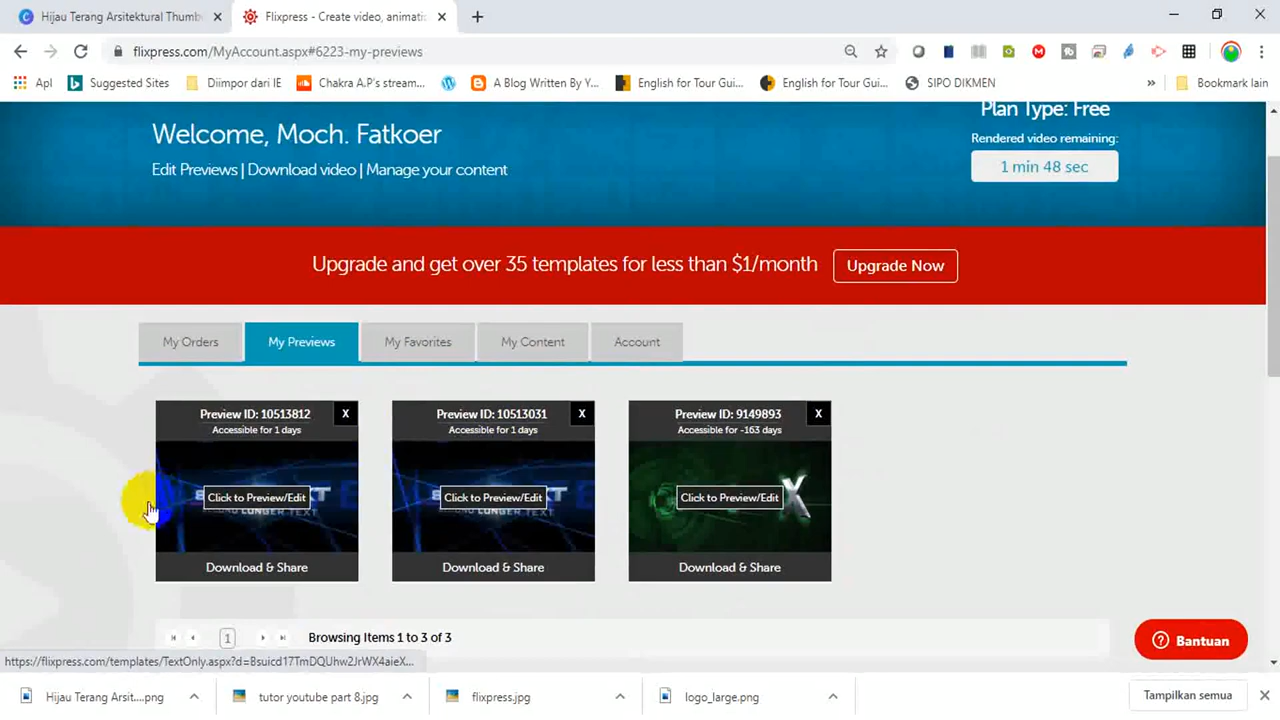 Hijau Terang Arsitektural Thumb
Flixpress - Create video, animati
flixpress.com/MyAccount.aspx#6223-my-previews
Apl
Suggested Sites
Diimpor dari IE
Chakra A.P's stream...
A Blog Written By Y...
English for Tour Gui...
English for Tour Gui...
SIPO DIKMEN
»
Bookmark lain
Welcome, Moch. Fatkoer
Edit Previews | Download video | Manage your content
Plan Type: Free
Rendered video remaining:
1 min 48 sec
Upgrade and get over 35 templates for less than $1/month
Upgrade Now
My Orders
My Previews
My Favorites
My Content
Account
Preview ID: 10513812
X
Accessible for 1 days
Click to Preview/Edit
LONGER TEXT
Download & Share
Preview ID: 10513031
X
Accessible for 1 days
Click to Preview/Edit
LONGER TEXT
Download & Share
Preview ID: 9149893
X
Accessible for -163 days
Click to Preview/Edit
X
Download & Share
1
Browsing Items 1 to 3 of 3
Bantuan
https://flixpress.com/templates/TextOnly.aspx?d=Bsuicd17TmDQUhw2JrWX4aieX...
Hijau Terang Arsit....png
tutor youtube part 8.jpg
flixpress.jpg
logo_large.png
Tampilkan semua